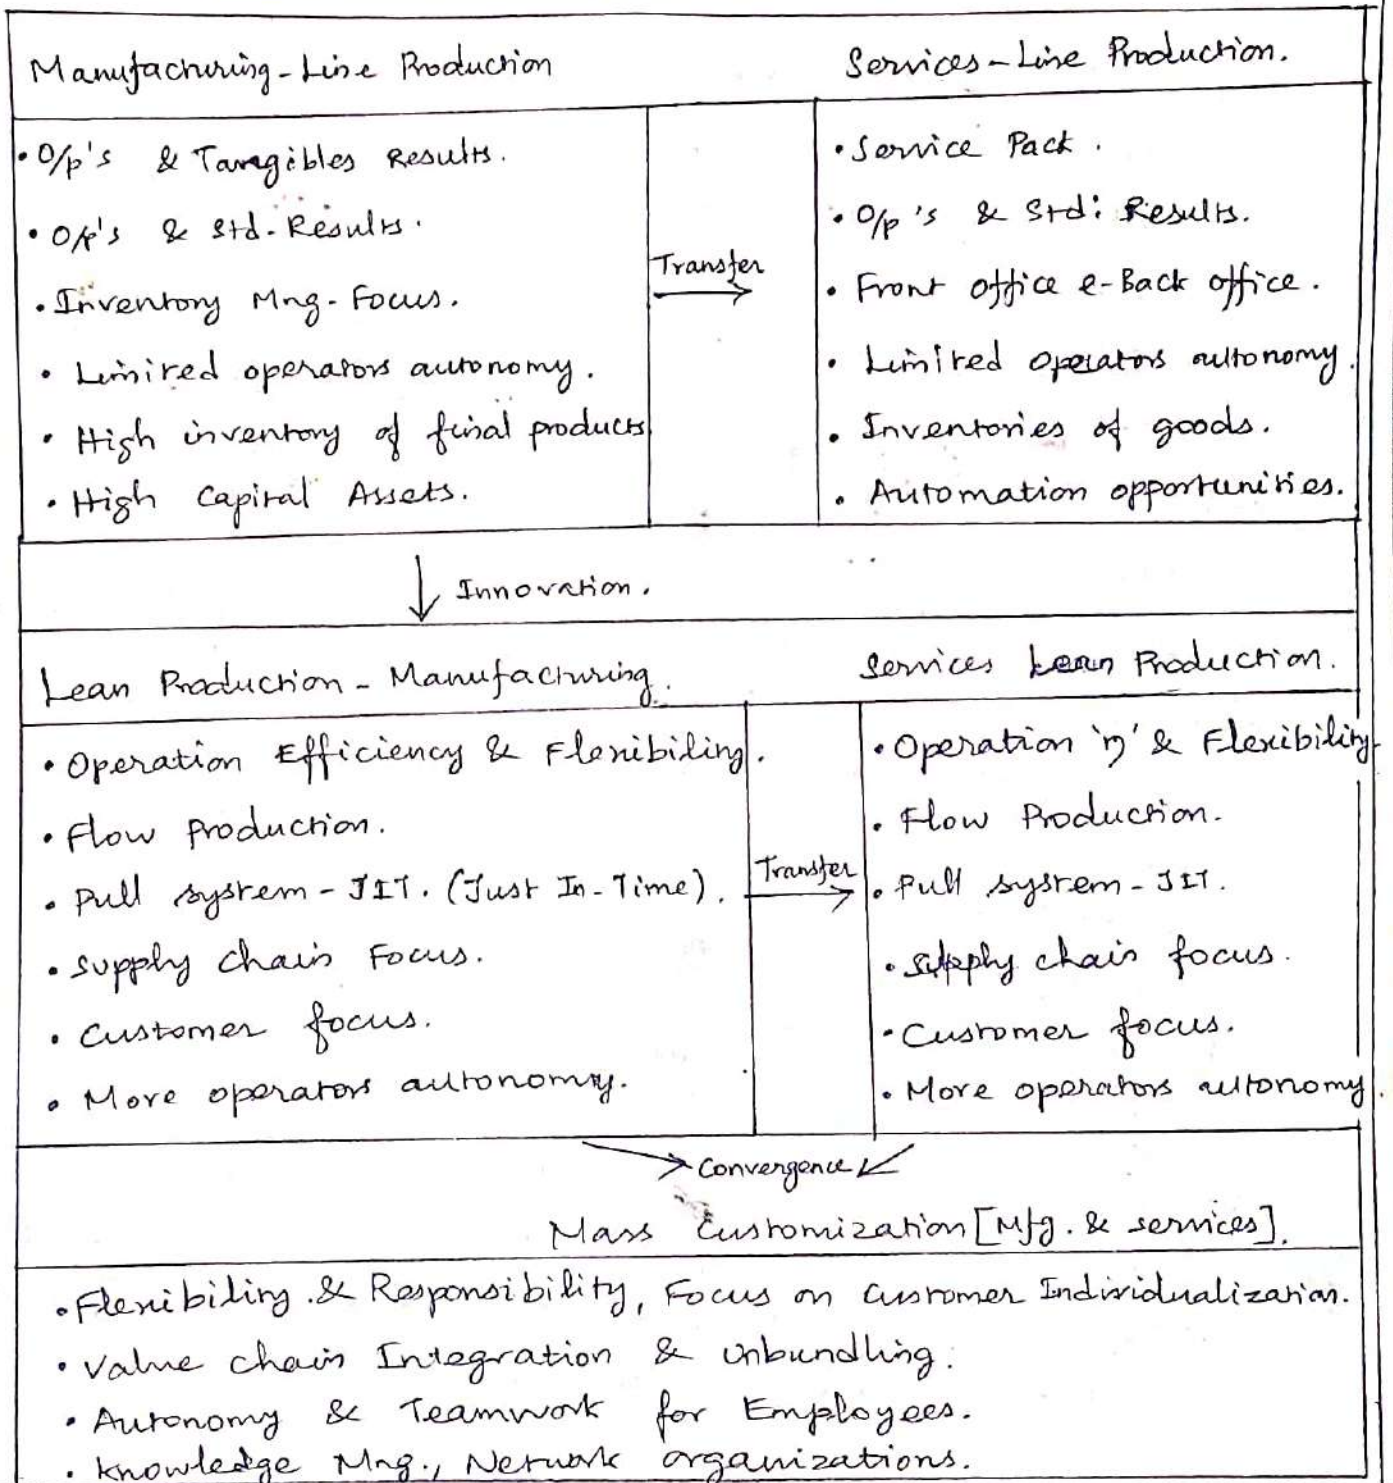 Manufacturing-Line Production
Services-Line Production.
• O/p's & Tangibles Results.
• O/p's & Std. Results.
• Inventory Mng-Focus.
• Limited operators autonomy.
• High inventory of final products
• High Capital Assets.
Transfer
• Service Pack.
• O/p's & Std: Results.
• Front office e-Back office.
• Limited operators autonomy.
• Inventories of goods.
• Automation opportunities.
Innovation.
Lean Production - Manufacturing.
Services Lean Production.
• Operation Efficiency & Flexibility.
• Flow Production.
• Pull system - JIT. (Just In-Time).
• Supply chain Focus.
• Customer focus.
• More operators autonomy.
Transfer
• Operation 'η' & Flexibility.
• Flow Production.
• Pull system - JIT.
• Supply chain focus.
• Customer focus.
• More operators autonomy.
Convergence
Mass Customization [Mfg. & services].
• Flexibility & Responsibility, Focus on Customer Individualization.
• Value chain Integration & Unbundling.
• Autonomy & Teamwork for Employees.
• Knowledge Mng., Network organizations.